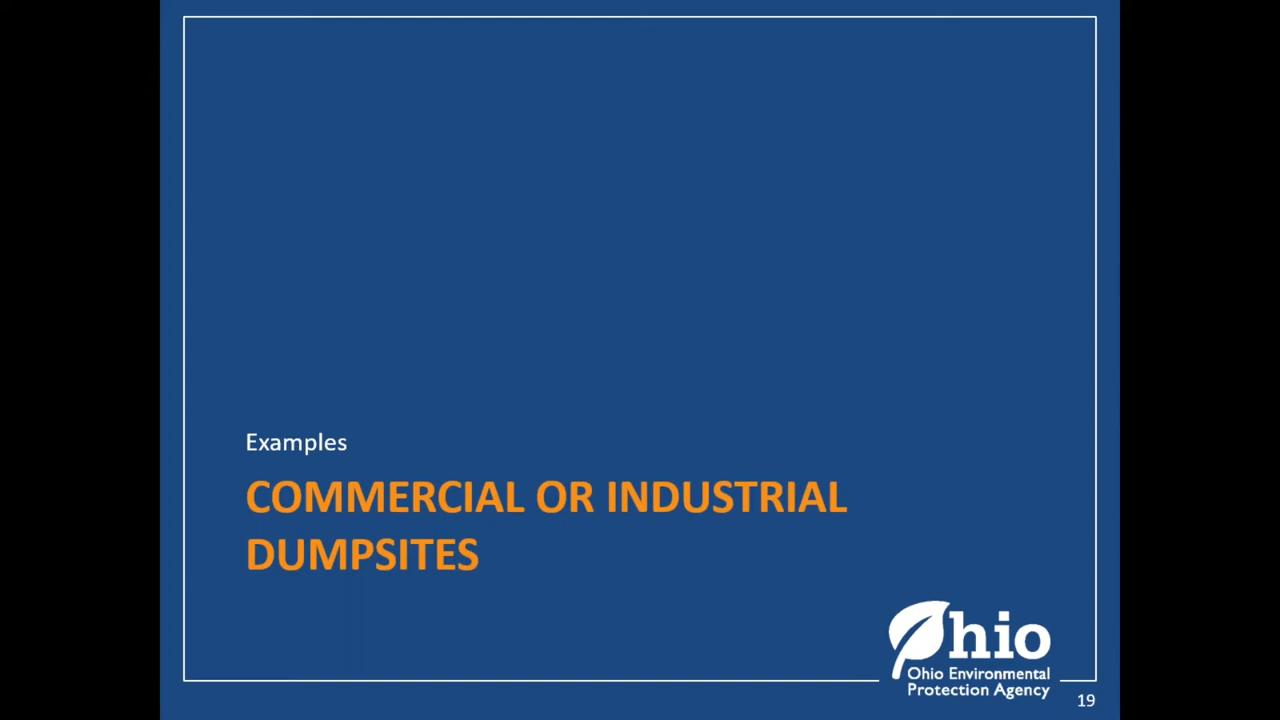 Examples
COMMERCIAL OR INDUSTRIAL
DUMPSITES
Ohio
Ohio Environmental
Protection Agency
19